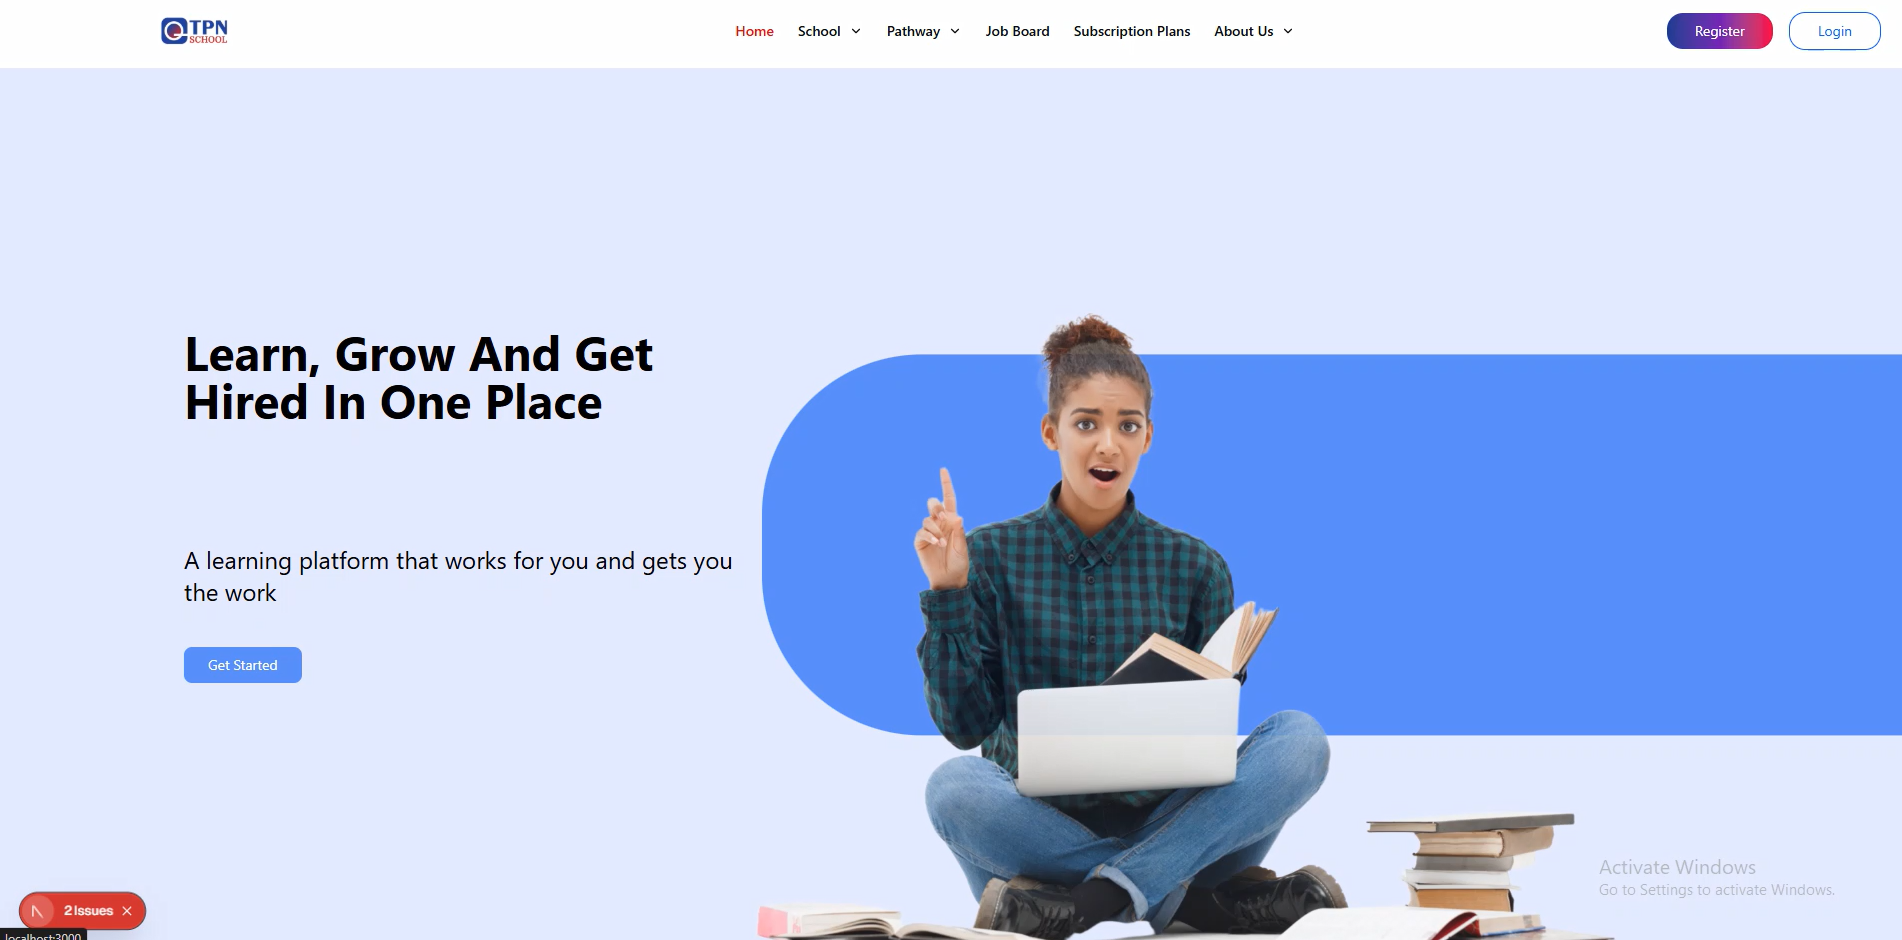 TPN
SCHOOL
Home
School
Pathway
Job Board
Subscription Plans
About Us
Register
Login
Learn, Grow And Get
Hired In One Place
A learning platform that works for you and gets you
the work
Get Started
Activate Windows
Go to Settings to activate Windows.
2 Issues
localhost:3000